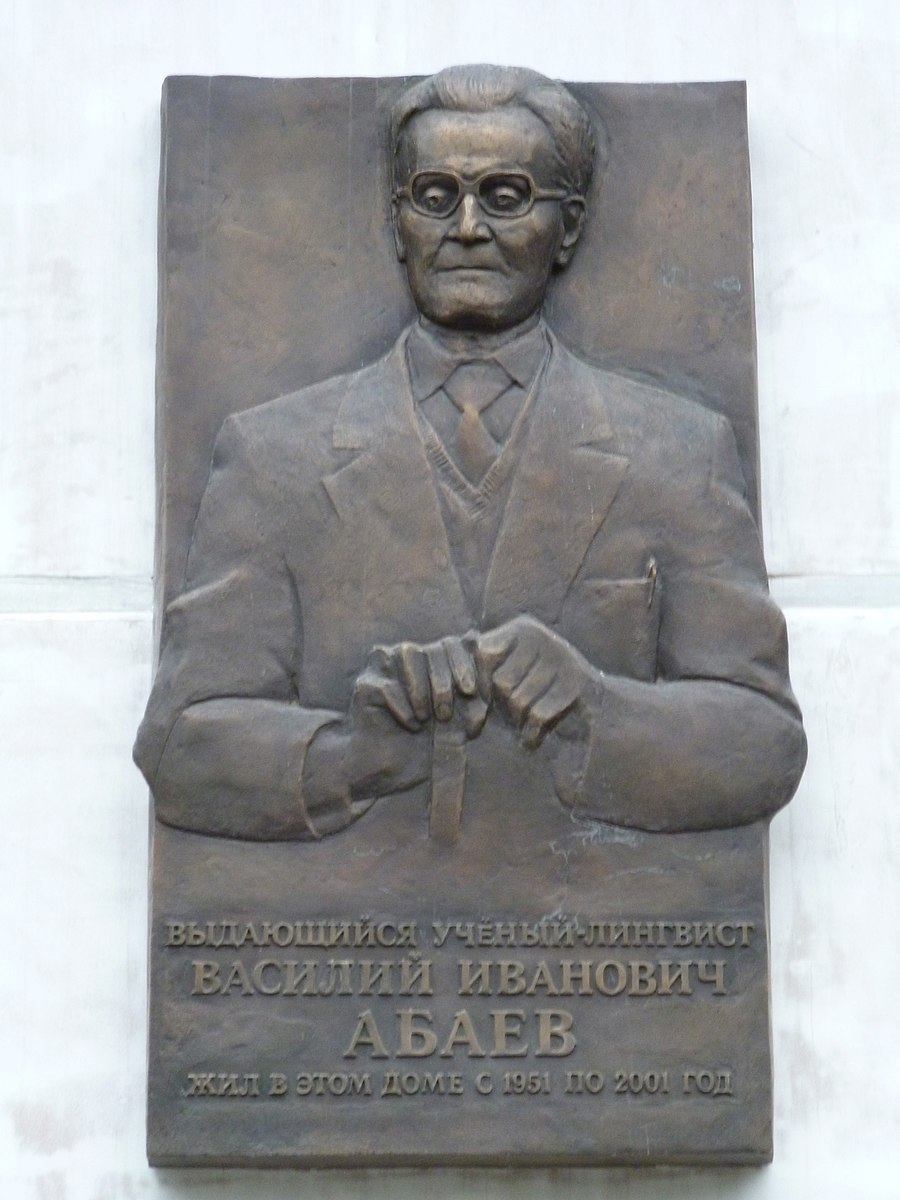 ВЫДАЮЩИЙСЯ УЧЁНЫЙ-ЛИНГВИСТ
ВАСИЛИЙ ИВАНОВИЧ
АБАЕВ
ЖИЛ В ЭТОМ ДОМЕ С 1951 ПО 2001 ГОД